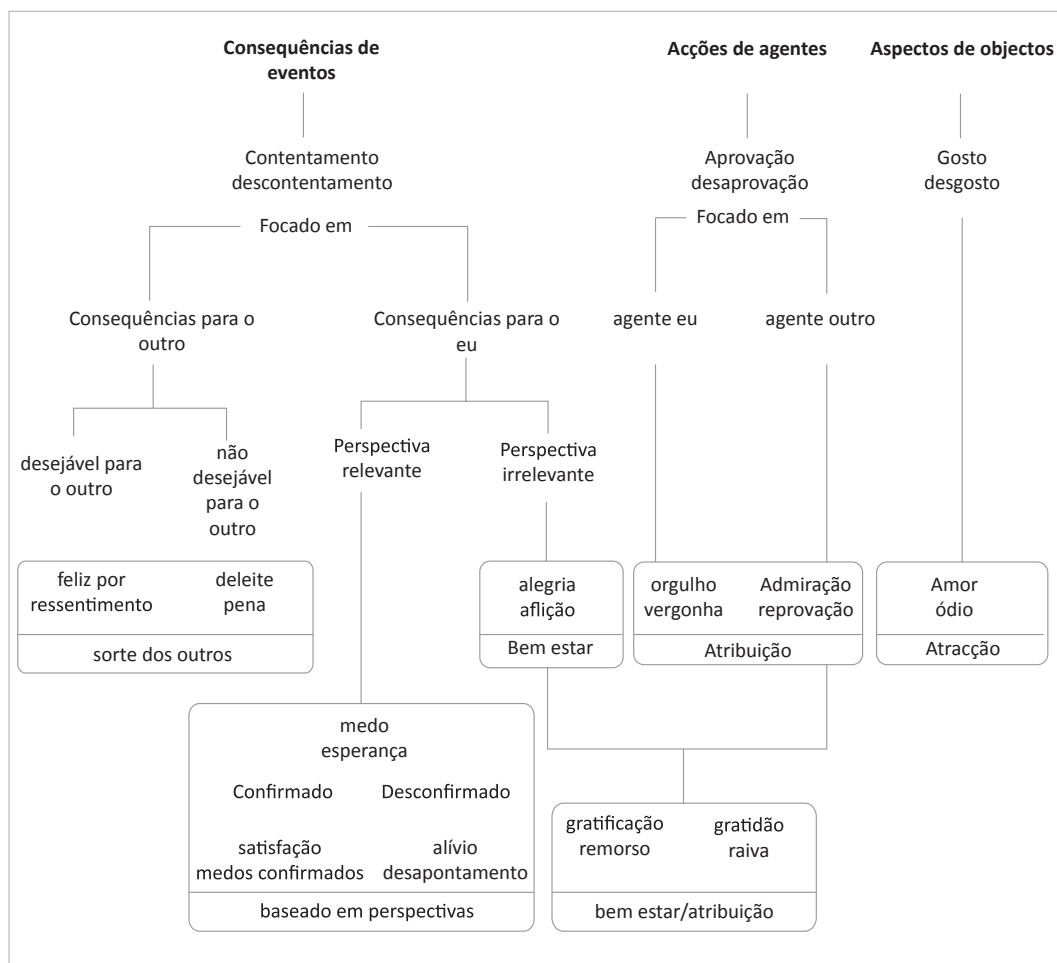 Consequências de
eventos
Acções de agentes
Aspectos de objectos
Contentamento
descontentamento
Aprovação
desaprovação
Gosto
desgosto
Focado em
Focado em
Consequências para o
outro
Consequências para o
eu
agente eu
agente outro
desejável para
o outro
não
desejável
para o
outro
Perspectiva
relevante
Perspectiva
irrelevante
feliz por
ressentimento
deleite
pena
sorte dos outros
alegria
aflição
Bem estar
orgulho
vergonha
Admiração
reprovação
Atribuição
Amor
ódio
Atracção
medo
esperança
Confirmado
Desconfirmado
satisfação
medos confirmados
alívio
desapontamento
baseado em perspectivas
gratificação
remorso
gratidão
raiva
bem estar/atribuição